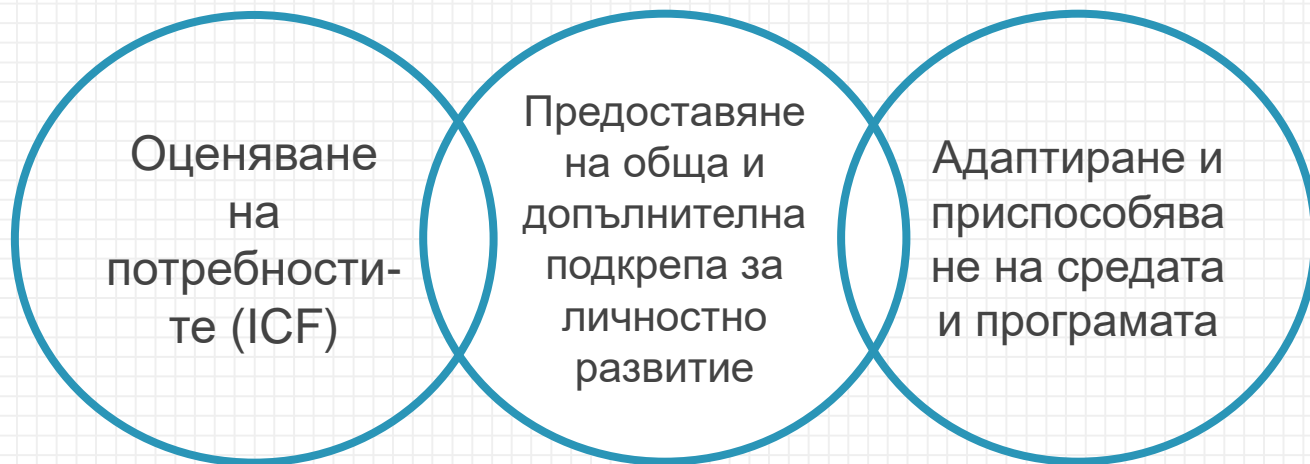 Оценяване
на
потребности-
те (ICF)
Предоставяне
на обща и
допълнителна
подкрепа за
личностно
развитие
Адаптиране и
приспособява
не на средата
и програмата